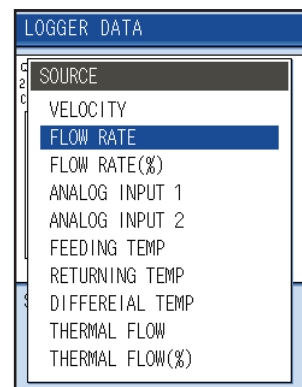 LOGGER DATA
SOURCE
VELOCITY
FLOW RATE
FLOW RATE(%)
ANALOG INPUT 1
ANALOG INPUT 2
FEEDING TEMP
RETURNING TEMP
DIFFEREIAL TEMP
THERMAL FLOW
THERMAL FLOW(%)